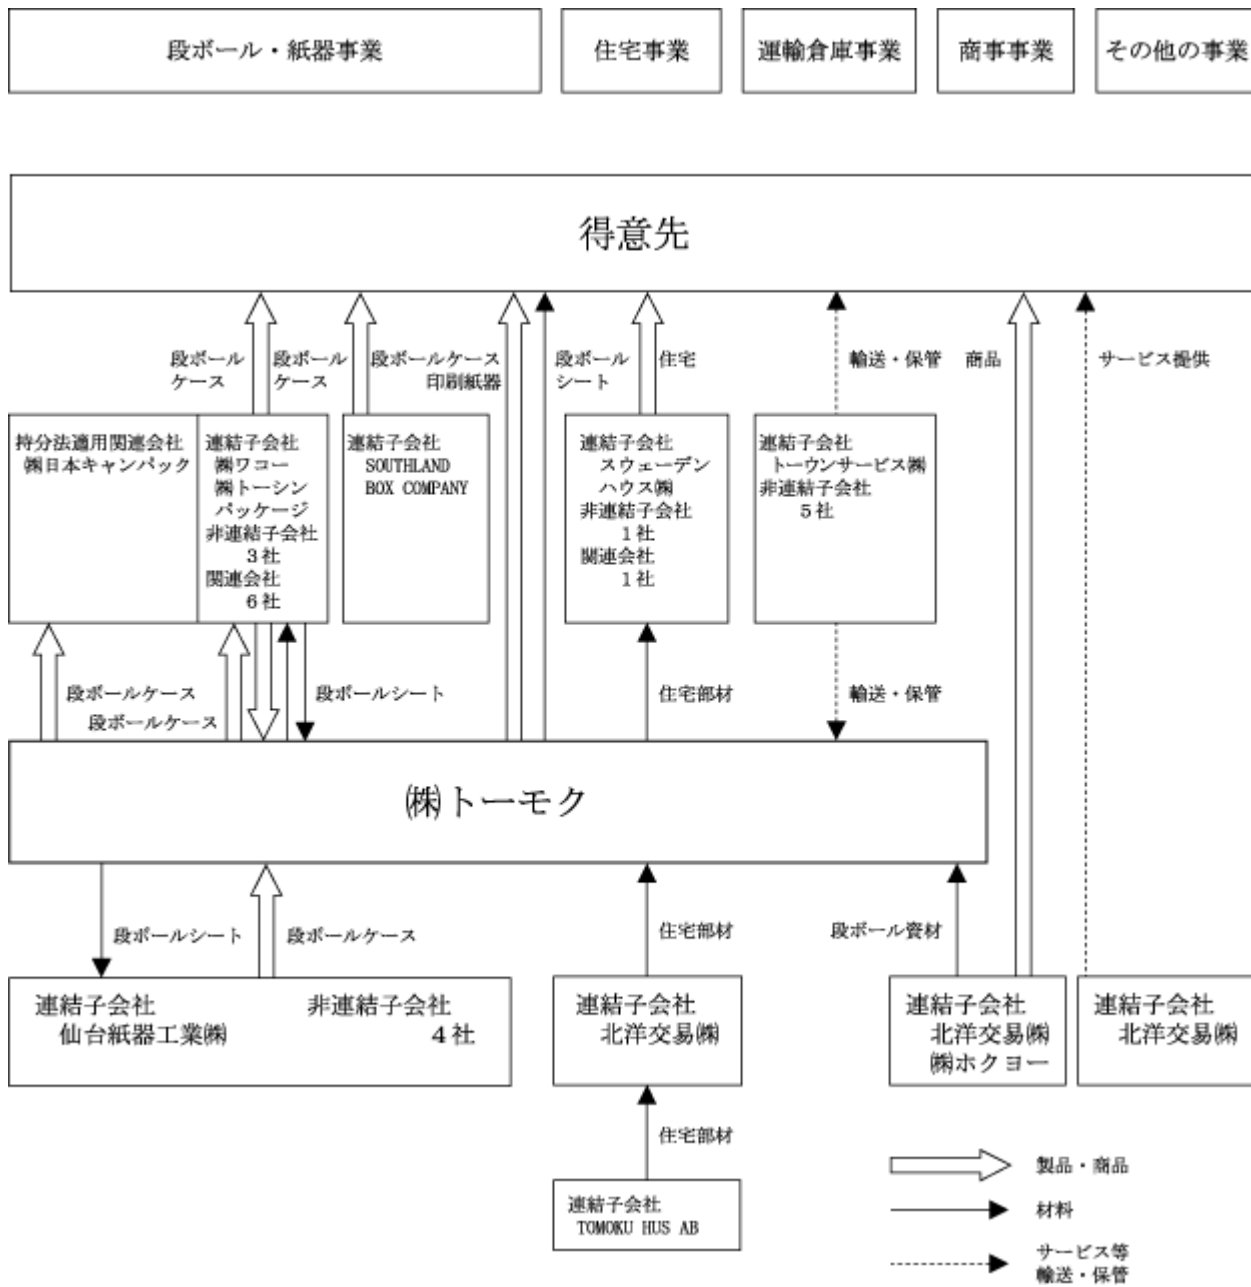 段ボール・紙器事業
住宅事業
運輸倉庫事業
商事事業
その他の事業
得意先
段ボール
ケース
段ボール
ケース
段ボールケース
印刷紙器
段ボール
シート
住宅
輸送・保管
商品
サービス提供
持分法適用関連会社
㈱日本キャンパック
連結子会社
㈱ワコー
㈱トーシン
パッケージ
非連結子会社
3社
関連会社
6社
連結子会社
SOUTHLAND
BOX COMPANY
連結子会社
スウェーデン
ハウス㈱
非連結子会社
1社
関連会社
1社
連結子会社
トーウンサービス㈱
非連結子会社
5社
段ボールケース
段ボールケース
段ボールシート
住宅部材
輸送・保管
㈱トーモク
段ボールシート
段ボールケース
住宅部材
段ボール資材
連結子会社
仙台紙器工業㈱
非連結子会社
4社
連結子会社
北洋交易㈱
連結子会社
北洋交易㈱
㈱ホクヨー
連結子会社
北洋交易㈱
住宅部材
連結子会社
TOMOKU HUS AB
製品・商品
材料
サービス等
輸送・保管